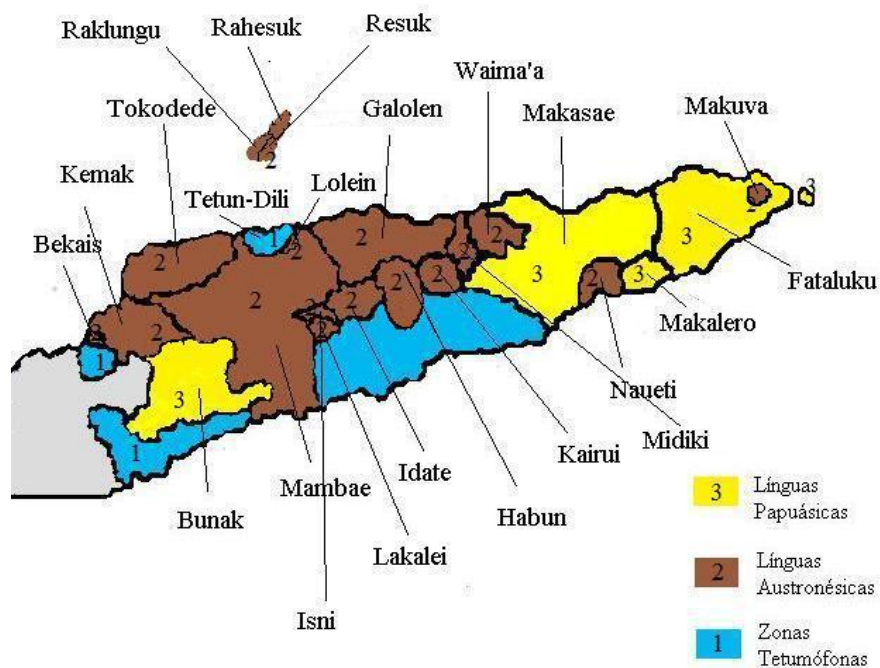 Raklungu
Rahesuk
Resuk
Waima'a
Tokodede
Galolen
Makasae
Makuva
Kemak
Tetun-Dili
Lolein
Bekais
2
1
2
2
2
2
2
2
2
3
3
2
3
Fataluku
2
2
2
2
2
2
3
Makalero
2
2
1
3
Naueti
1
Midiki
Kairui
Idate
Mambae
Habun
Bunak
Lakalei
Isni
3 Línguas
Papuásicas
2 Línguas
Austronésicas
1 Zonas
Tetumófonas